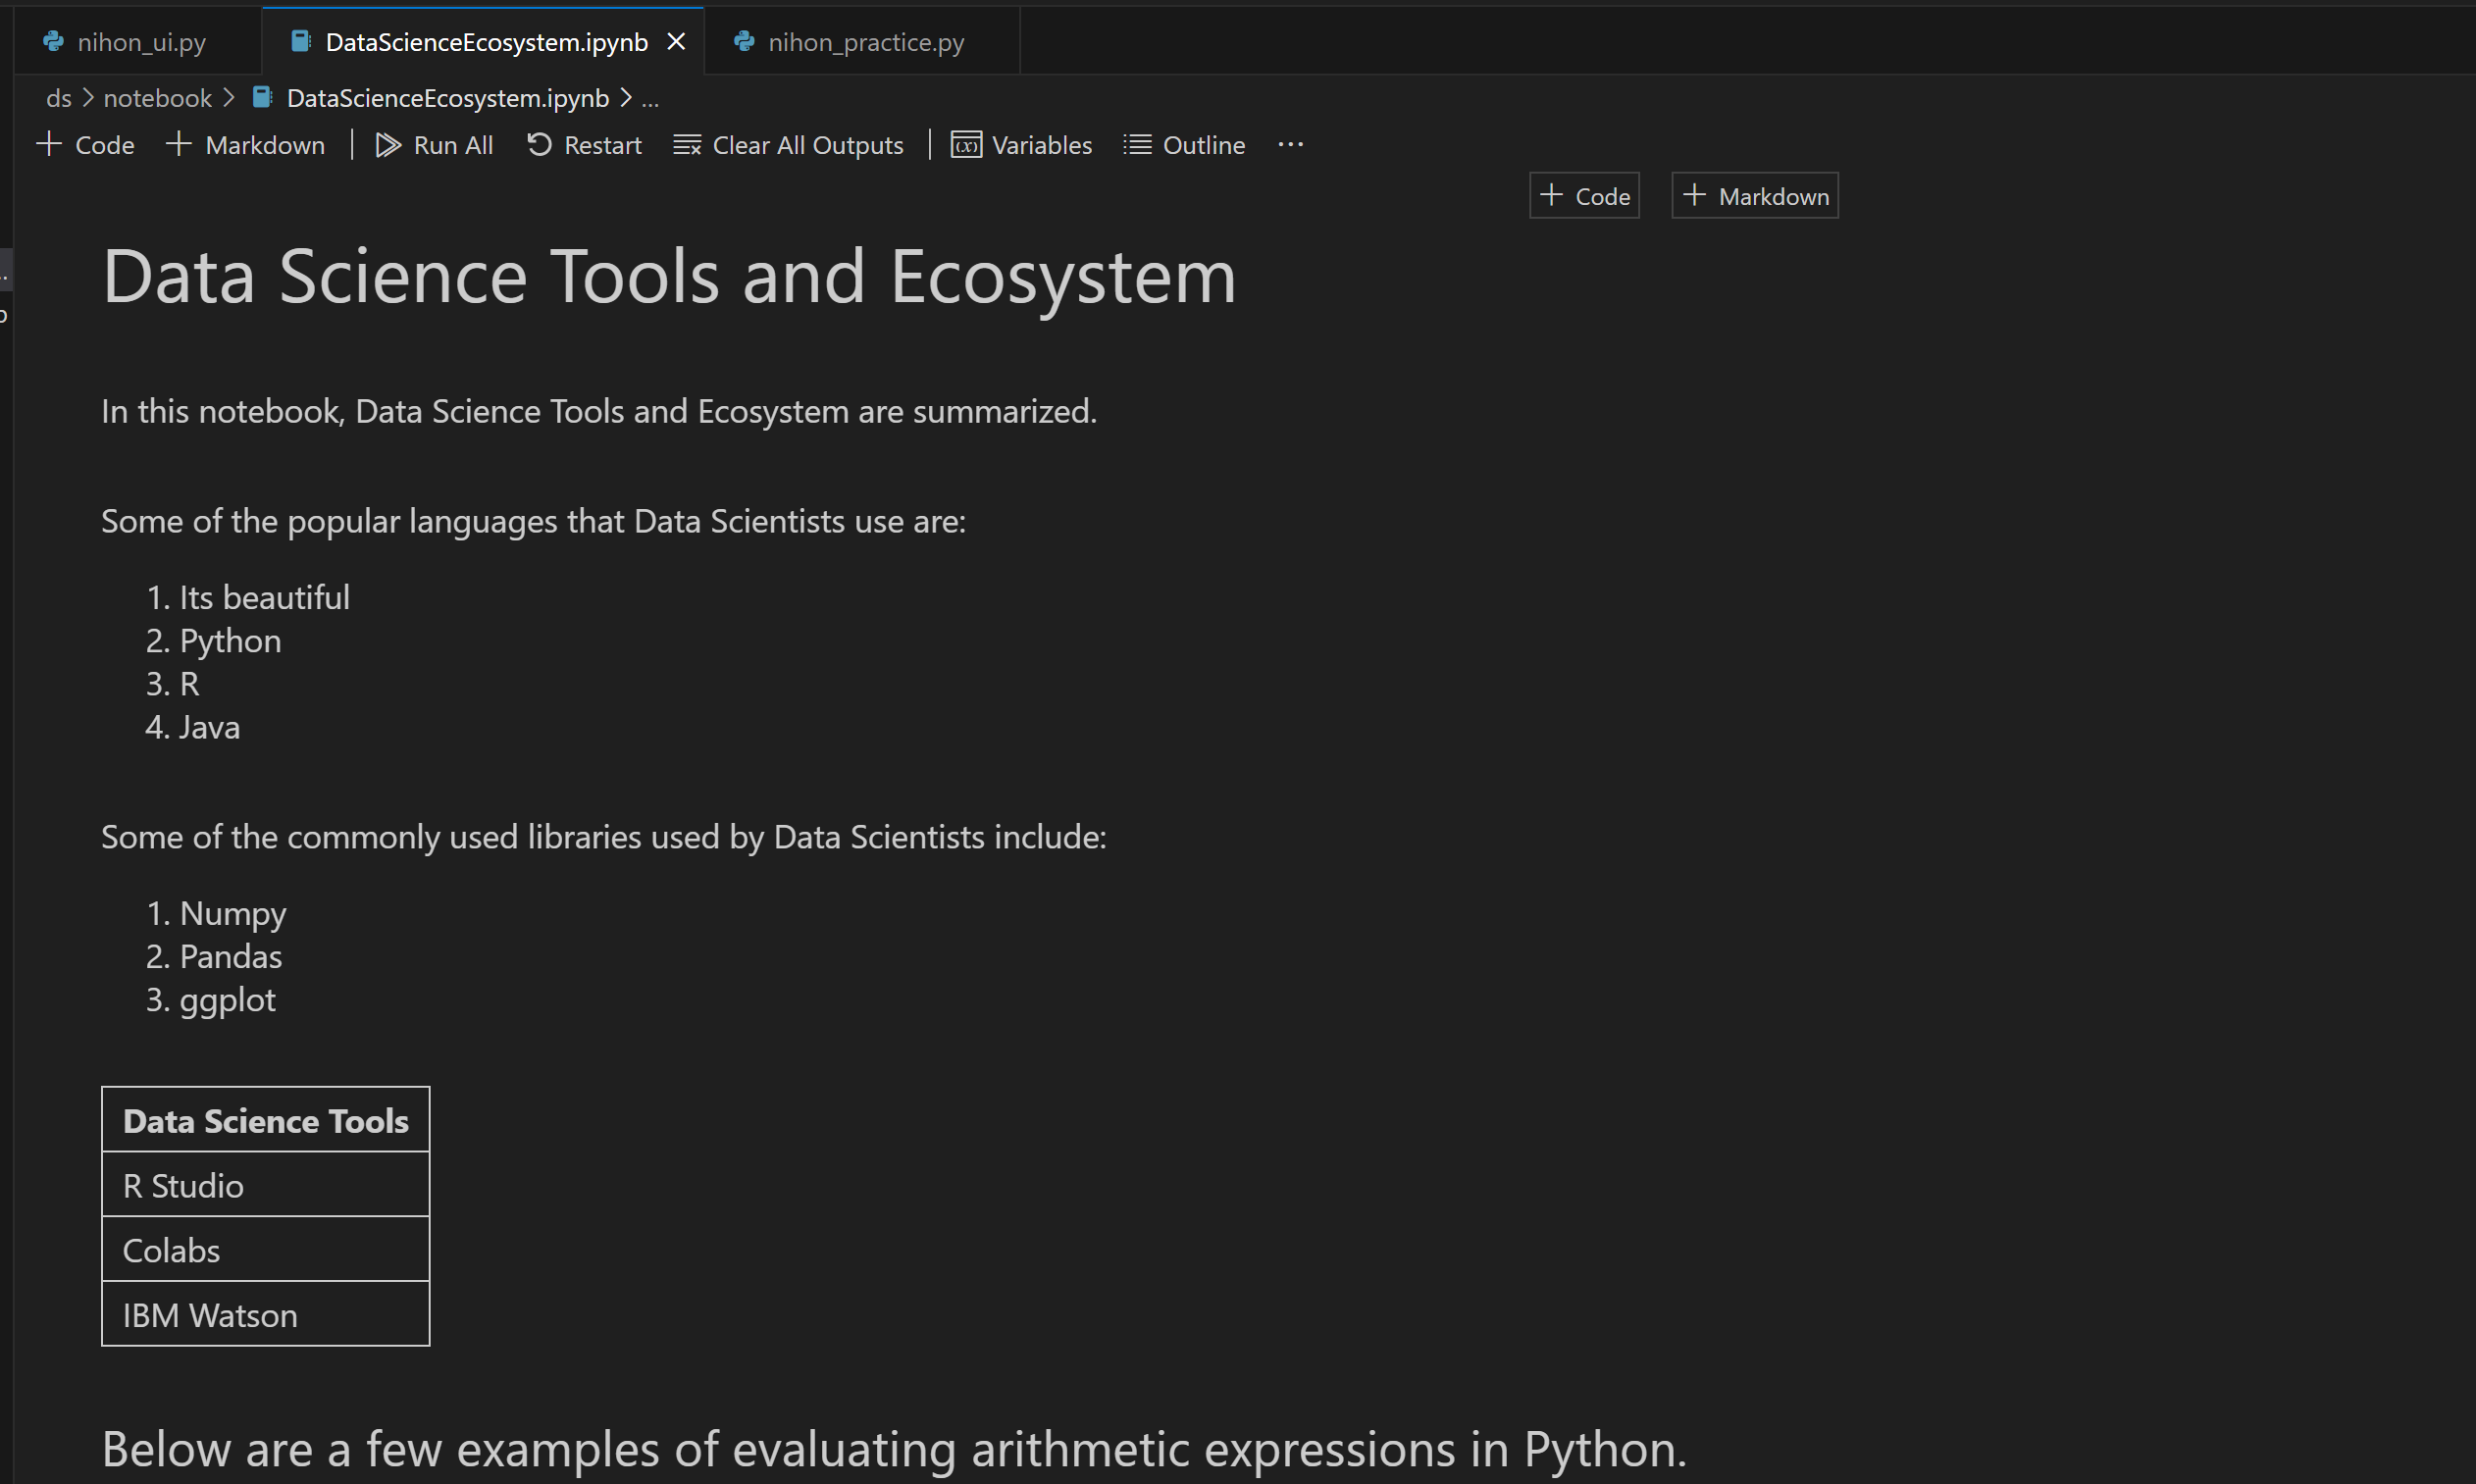 nihon_ui.py DataScienceEcosystem.ipynb nihon_practice.py
ds > notebook > DataScienceEcosystem.ipynb > ...
+ Code + Markdown | Run All Restart Clear All Outputs | Variables Outline ...
+ Code + Markdown
Data Science Tools and Ecosystem
In this notebook, Data Science Tools and Ecosystem are summarized.
Some of the popular languages that Data Scientists use are:
1. Its beautiful
2. Python
3. R
4. Java
Some of the commonly used libraries used by Data Scientists include:
1. Numpy
2. Pandas
3. ggplot
Data Science Tools
R Studio
Colabs
IBM Watson
Below are a few examples of evaluating arithmetic expressions in Python.